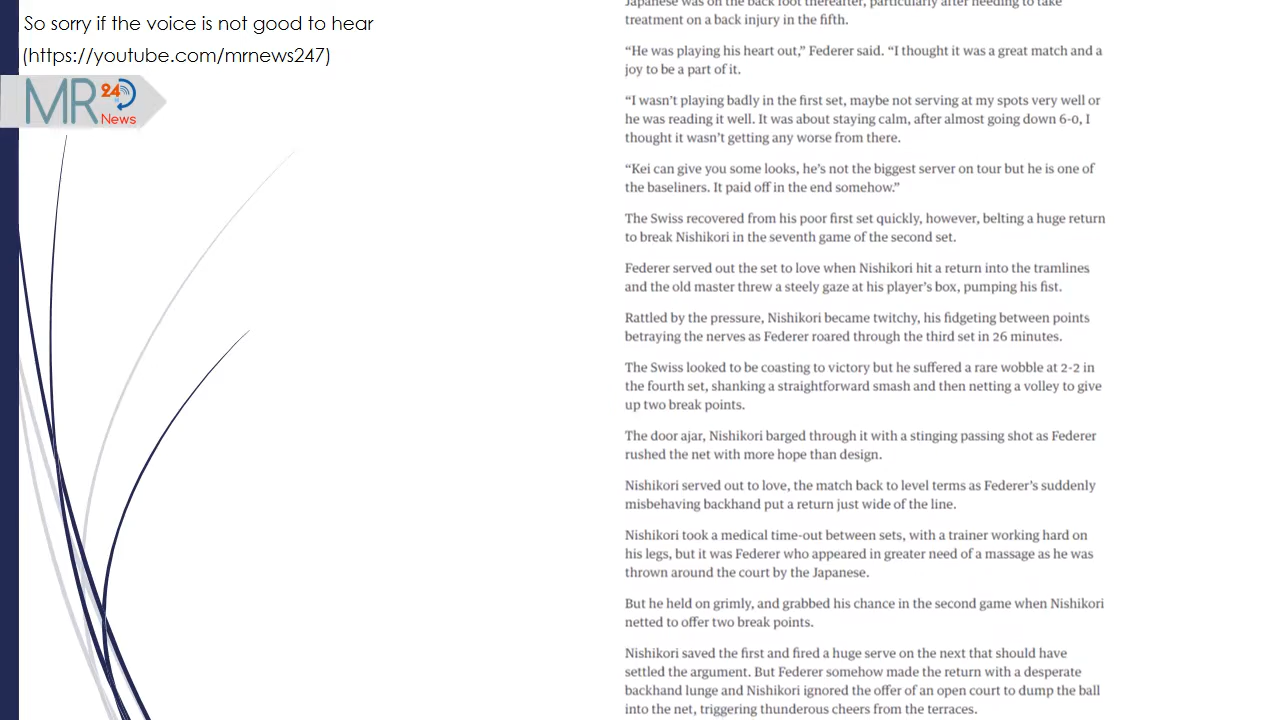 So sorry if the voice is not good to hear
(https://youtube.com/mrnews247)
MR
24
News
Japanese was on the back foot thereafter, particularly after needing to take
treatment on a back injury in the fifth.
“He was playing his heart out,” Federer said. “I thought it was a great match and a
joy to be a part of it.
“I wasn’t playing badly in the first set, maybe not serving at my spots very well or
he was reading it well. It was about staying calm, after almost going down 6-0, I
thought it wasn’t getting any worse from there.
“Kei can give you some looks, he’s not the biggest server on tour but he is one of
the baseliners. It paid off in the end somehow.”
The Swiss recovered from his poor first set quickly, however, belting a huge return
to break Nishikori in the seventh game of the second set.
Federer served out the set to love when Nishikori hit a return into the tramlines
and the old master threw a steely gaze at his player’s box, pumping his fist.
Rattled by the pressure, Nishikori became twitchy, his fidgeting between points
betraying the nerves as Federer roared through the third set in 26 minutes.
The Swiss looked to be coasting to victory but he suffered a rare wobble at 2-2 in
the fourth set, shanking a straightforward smash and then netting a volley to give
up two break points.
The door ajar, Nishikori barged through it with a stinging passing shot as Federer
rushed the net with more hope than design.
Nishikori served out to love, the match back to level terms as Federer’s suddenly
misbehaving backhand put a return just wide of the line.
Nishikori took a medical time-out between sets, with a trainer working hard on
his legs, but it was Federer who appeared in greater need of a massage as he was
thrown around the court by the Japanese.
But he held on grimly, and grabbed his chance in the second game when Nishikori
netted to offer two break points.
Nishikori saved the first and fired a huge serve on the next that should have
settled the argument. But Federer somehow made the return with a desperate
backhand lunge and Nishikori ignored the offer of an open court to dump the ball
into the net, triggering thunderous cheers from the terraces.